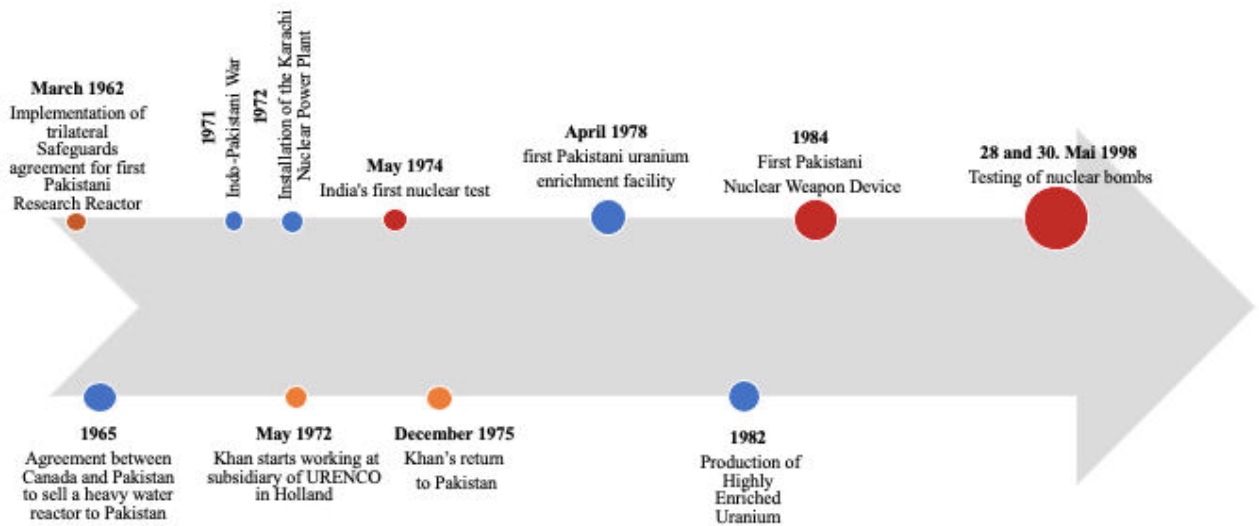 March 1962
Implementation of
trilateral
Safeguards
agreement for first
Pakistani
Research Reactor
1971
Indo-Pakistani War
1972
Installation of the Karachi
Nuclear Power Plant
May 1974
India's first nuclear test
April 1978
first Pakistani uranium
enrichment facility
1984
First Pakistani
Nuclear Weapon Device
28 and 30. Mai 1998
Testing of nuclear bombs
1965
Agreement between
Canada and Pakistan
to sell a heavy water
reactor to Pakistan
May 1972
Khan starts working at
subsidiary of URENCO
in Holland
December 1975
Khan's return
to Pakistan
1982
Production of
Highly
Enriched
Uranium